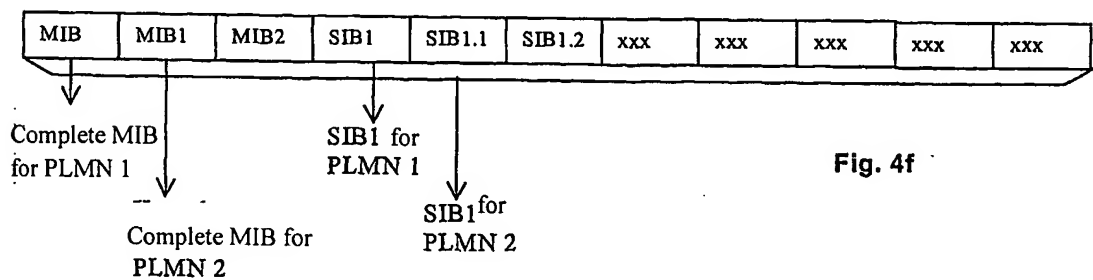 MIB MIB1 MIB2 SIB1 SIB1.1 SIB1.2 xxx xxx xxx xxx xxx
Complete MIB
for PLMN 1
SIB1 for
PLMN 1
Fig. 4f
Complete MIB for
PLMN 2
SIB1 for
PLMN 2